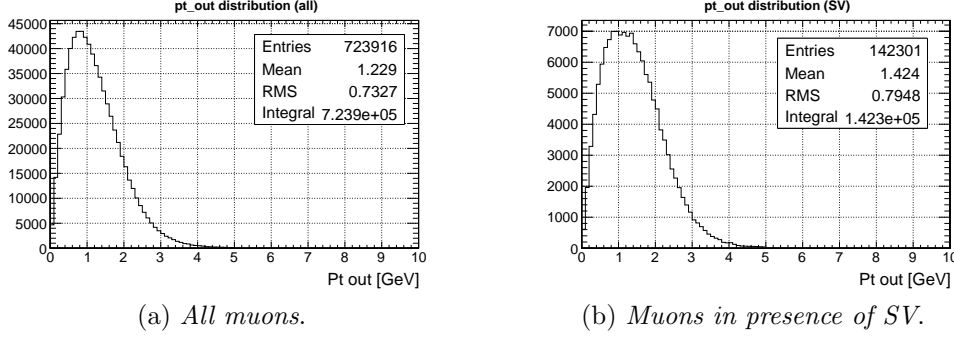 pt_out distribution (all)
45000
40000
35000
30000
25000
20000
15000
10000
5000
0
Entries 723916
Mean 1.229
RMS 0.7327
Integral 7.239e+05
0 1 2 3 4 5 6 7 8 9 10
Pt out [GeV]
(a) All muons.
pt_out distribution (SV)
7000
6000
5000
4000
3000
2000
1000
0
Entries 142301
Mean 1.424
RMS 0.7948
Integral 1.423e+05
0 1 2 3 4 5 6 7 8 9 10
Pt out [GeV]
(b) Muons in presence of SV.